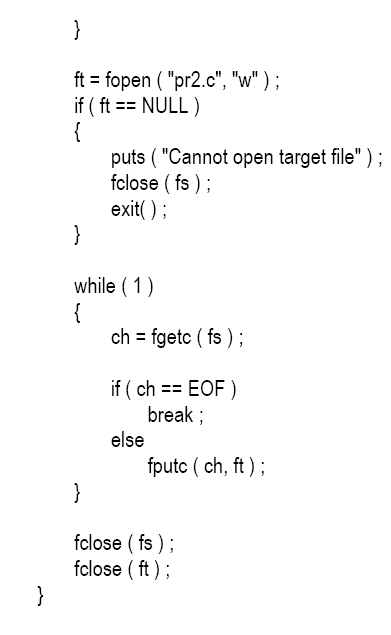 }
ft = fopen ( "pr2.c", "w" ) ;
if ( ft == NULL )
{
puts ( "Cannot open target file" ) ;
fclose ( fs ) ;
exit( ) ;
}
while ( 1 )
{
ch = fgetc ( fs ) ;
if ( ch == EOF )
break ;
else
fputc ( ch, ft ) ;
}
fclose ( fs ) ;
fclose ( ft ) ;
}